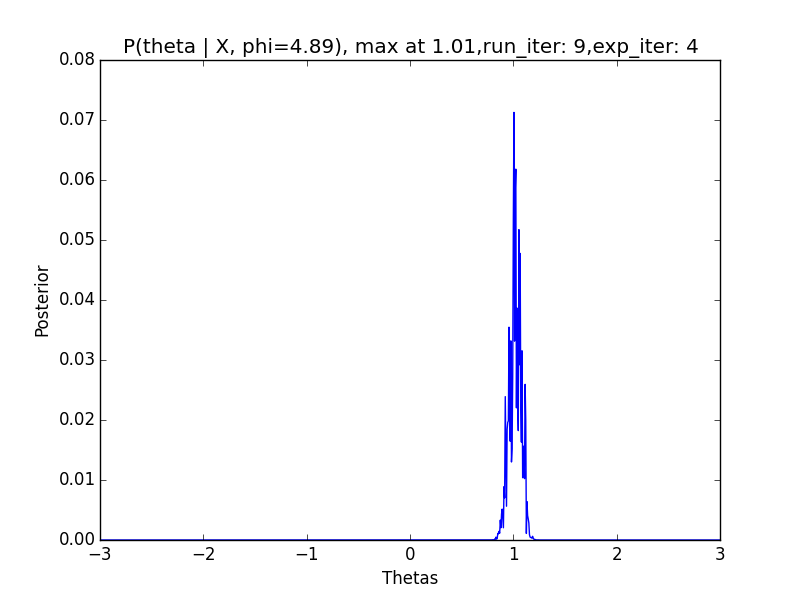 P(theta | X, phi=4.89), max at 1.01,run_iter: 9,exp_iter: 4
0.08
0.07
0.06
0.05
0.04
0.03
0.02
0.01
0.00
Posterior
−3 −2 −1 0 1 2 3
Thetas